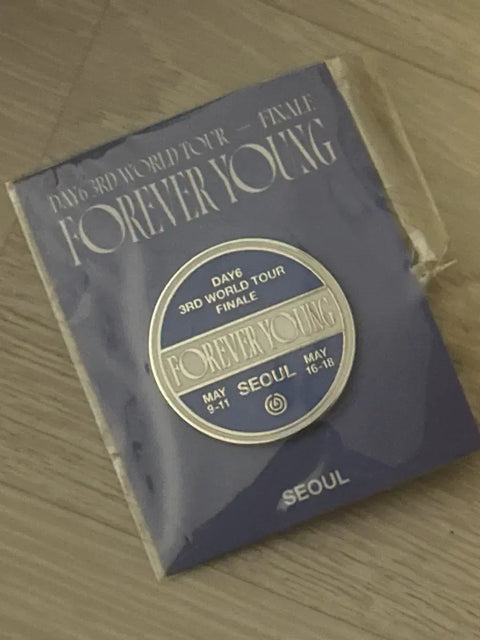 DAY6 3RD WORLD TOUR — FINALE
FOREVER YOUNG
DAY6
3RD WORLD TOUR
FINALE
FOREVER YOUNG
MAY 9-11 SEOUL MAY 16-18
SEOUL